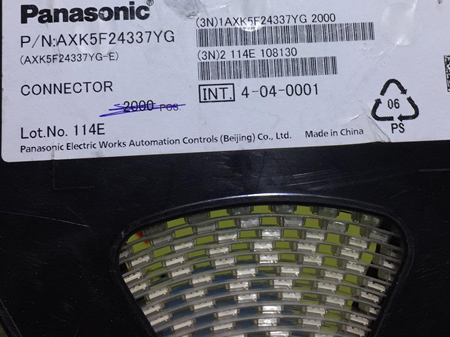 Panasonic
(3N)1AXK5F24337YG 2000
P/N:AXK5F24337YG
(AXK5F24337YG-E)
(3N)2 114E 108130
CONNECTOR
INT. 4-04-0001
2000 POS.
06
PS
Lot.No. 114E
Panasonic Electric Works Automation Controls (Beijing) Co., Ltd. Made in China